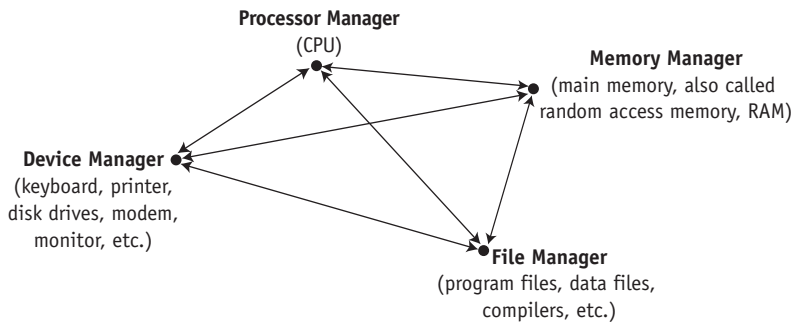 Processor Manager
(CPU)
Memory Manager
(main memory, also called
random access memory, RAM)
Device Manager
(keyboard, printer,
disk drives, modem,
monitor, etc.)
File Manager
(program files, data files,
compilers, etc.)